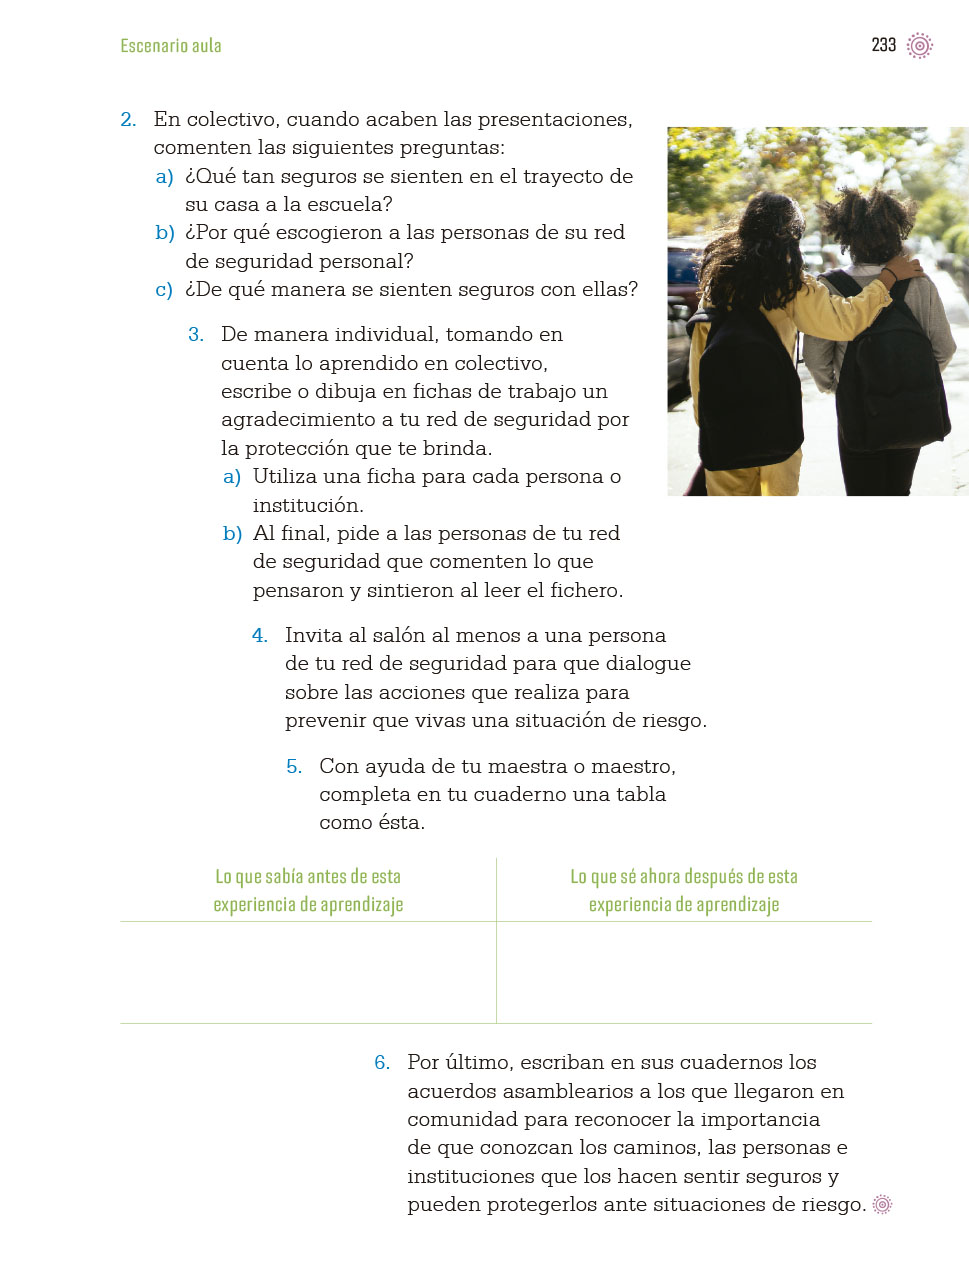 Escenario aula
233
2. En colectivo, cuando acaben las presentaciones,
comenten las siguientes preguntas:
a) ¿Qué tan seguros se sienten en el trayecto de
su casa a la escuela?
b) ¿Por qué escogieron a las personas de su red
de seguridad personal?
c) ¿De qué manera se sienten seguros con ellas?
3. De manera individual, tomando en
cuenta lo aprendido en colectivo,
escribe o dibuja en fichas de trabajo un
agradecimiento a tu red de seguridad por
la protección que te brinda.
a) Utiliza una ficha para cada persona o
institución.
b) Al final, pide a las personas de tu red
de seguridad que comenten lo que
pensaron y sintieron al leer el fichero.
4. Invita al salón al menos a una persona
de tu red de seguridad para que dialogue
sobre las acciones que realiza para
prevenir que vivas una situación de riesgo.
5. Con ayuda de tu maestra o maestro,
completa en tu cuaderno una tabla
como ésta.
Lo que sabía antes de esta
experiencia de aprendizaje
Lo que sé ahora después de esta
experiencia de aprendizaje
6. Por último, escriban en sus cuadernos los
acuerdos asamblearios a los que llegaron en
comunidad para reconocer la importancia
de que conozcan los caminos, las personas e
instituciones que los hacen sentir seguros y
pueden protegerlos ante situaciones de riesgo.